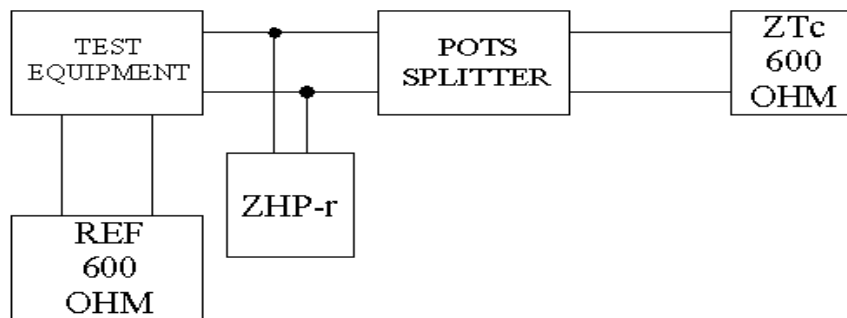 TEST
EQUIPMENT
POTS
SPLITTER
ZTc
600
OHM
ZHP-r
REF
600
OHM